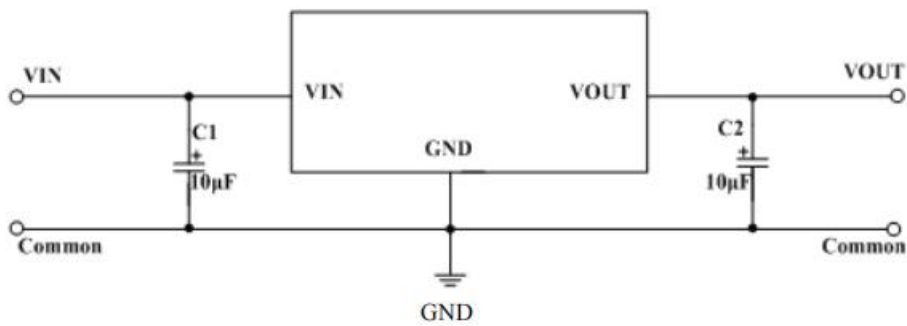 VIN
VOUT
VIN
VOUT
C1
C2
+
+
GND
10μF
10μF
Common
Common
GND